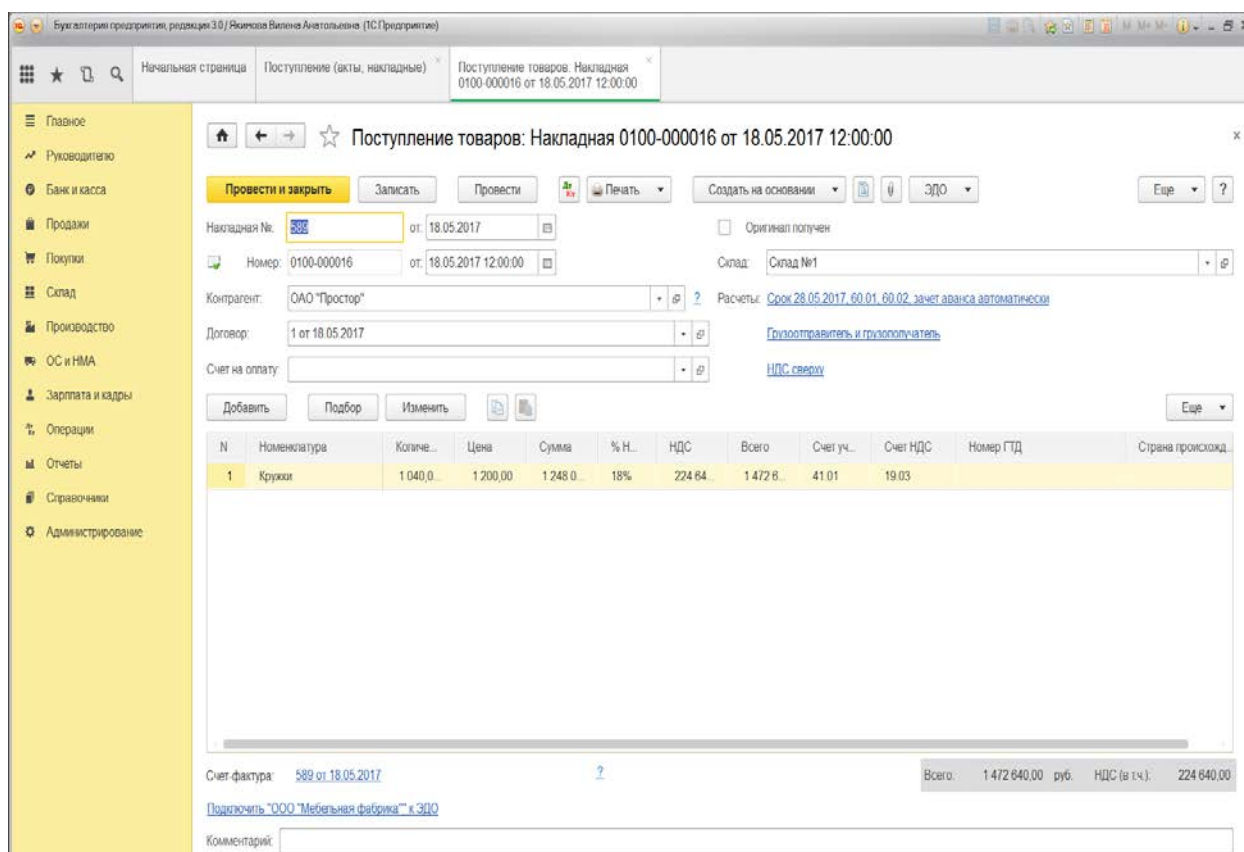 Бухгалтерия предприятия, редакция 3.0 / Якимова Вилена Анатольевна (1С:Предприятие)
M M+ M-
Начальная страница
Поступление (акты, накладные)
Поступление товаров: Накладная
0100-000016 от 18.05.2017 12:00:00
Главное
Руководителю
Банк и касса
Продажи
Покупки
Склад
Производство
ОС и НМА
Зарплата и кадры
Операции
Отчеты
Справочники
Администрирование
Поступление товаров: Накладная 0100-000016 от 18.05.2017 12:00:00
Провести и закрыть Записать Провести Дт Кт Печать Создать на основании ЭДО Еще ?
Накладная №: 589 от: 18.05.2017 Оригинал получен
Номер: 0100-000016 от: 18.05.2017 12:00:00 Склад: Склад №1
Контрагент: ОАО "Простор" ? Расчеты: Срок 28.05.2017, 60.01, 60.02, зачет аванса автоматически
Договор: 1 от 18.05.2017 Грузоотправитель и грузополучатель
Счет на оплату: НДС сверху
Добавить Подбор Изменить Еще
N Номенклатура Количе... Цена Сумма % Н... НДС Всего Счет уч... Счет НДС Номер ГТД Страна происхожд...
1 Кружки 1 040,0... 1 200,00 1 248 0... 18% 224 64... 1 472 6... 41.01 19.03
Счет-фактура: 589 от 18.05.2017 ? Всего: 1 472 640,00 руб. НДС (в т.ч.): 224 640,00
Подключить "ООО "Мебельная фабрика"" к ЭДО
Комментарий: